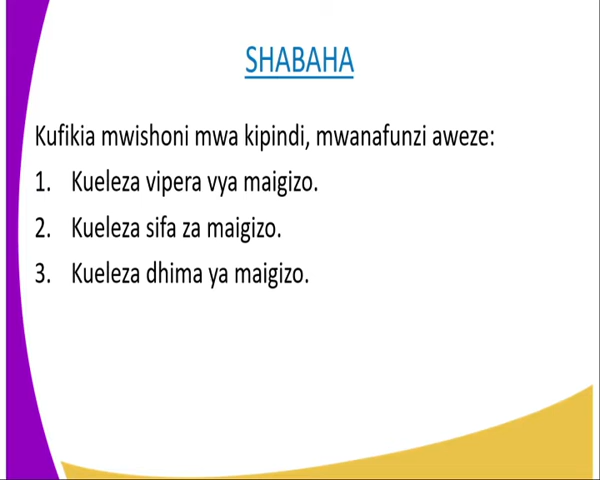 SHABAHA
Kufikia mwishoni mwa kipindi, mwanafunzi aweze:
1. Kueleza vipera vya maigizo.
2. Kueleza sifa za maigizo.
3. Kueleza dhima ya maigizo.